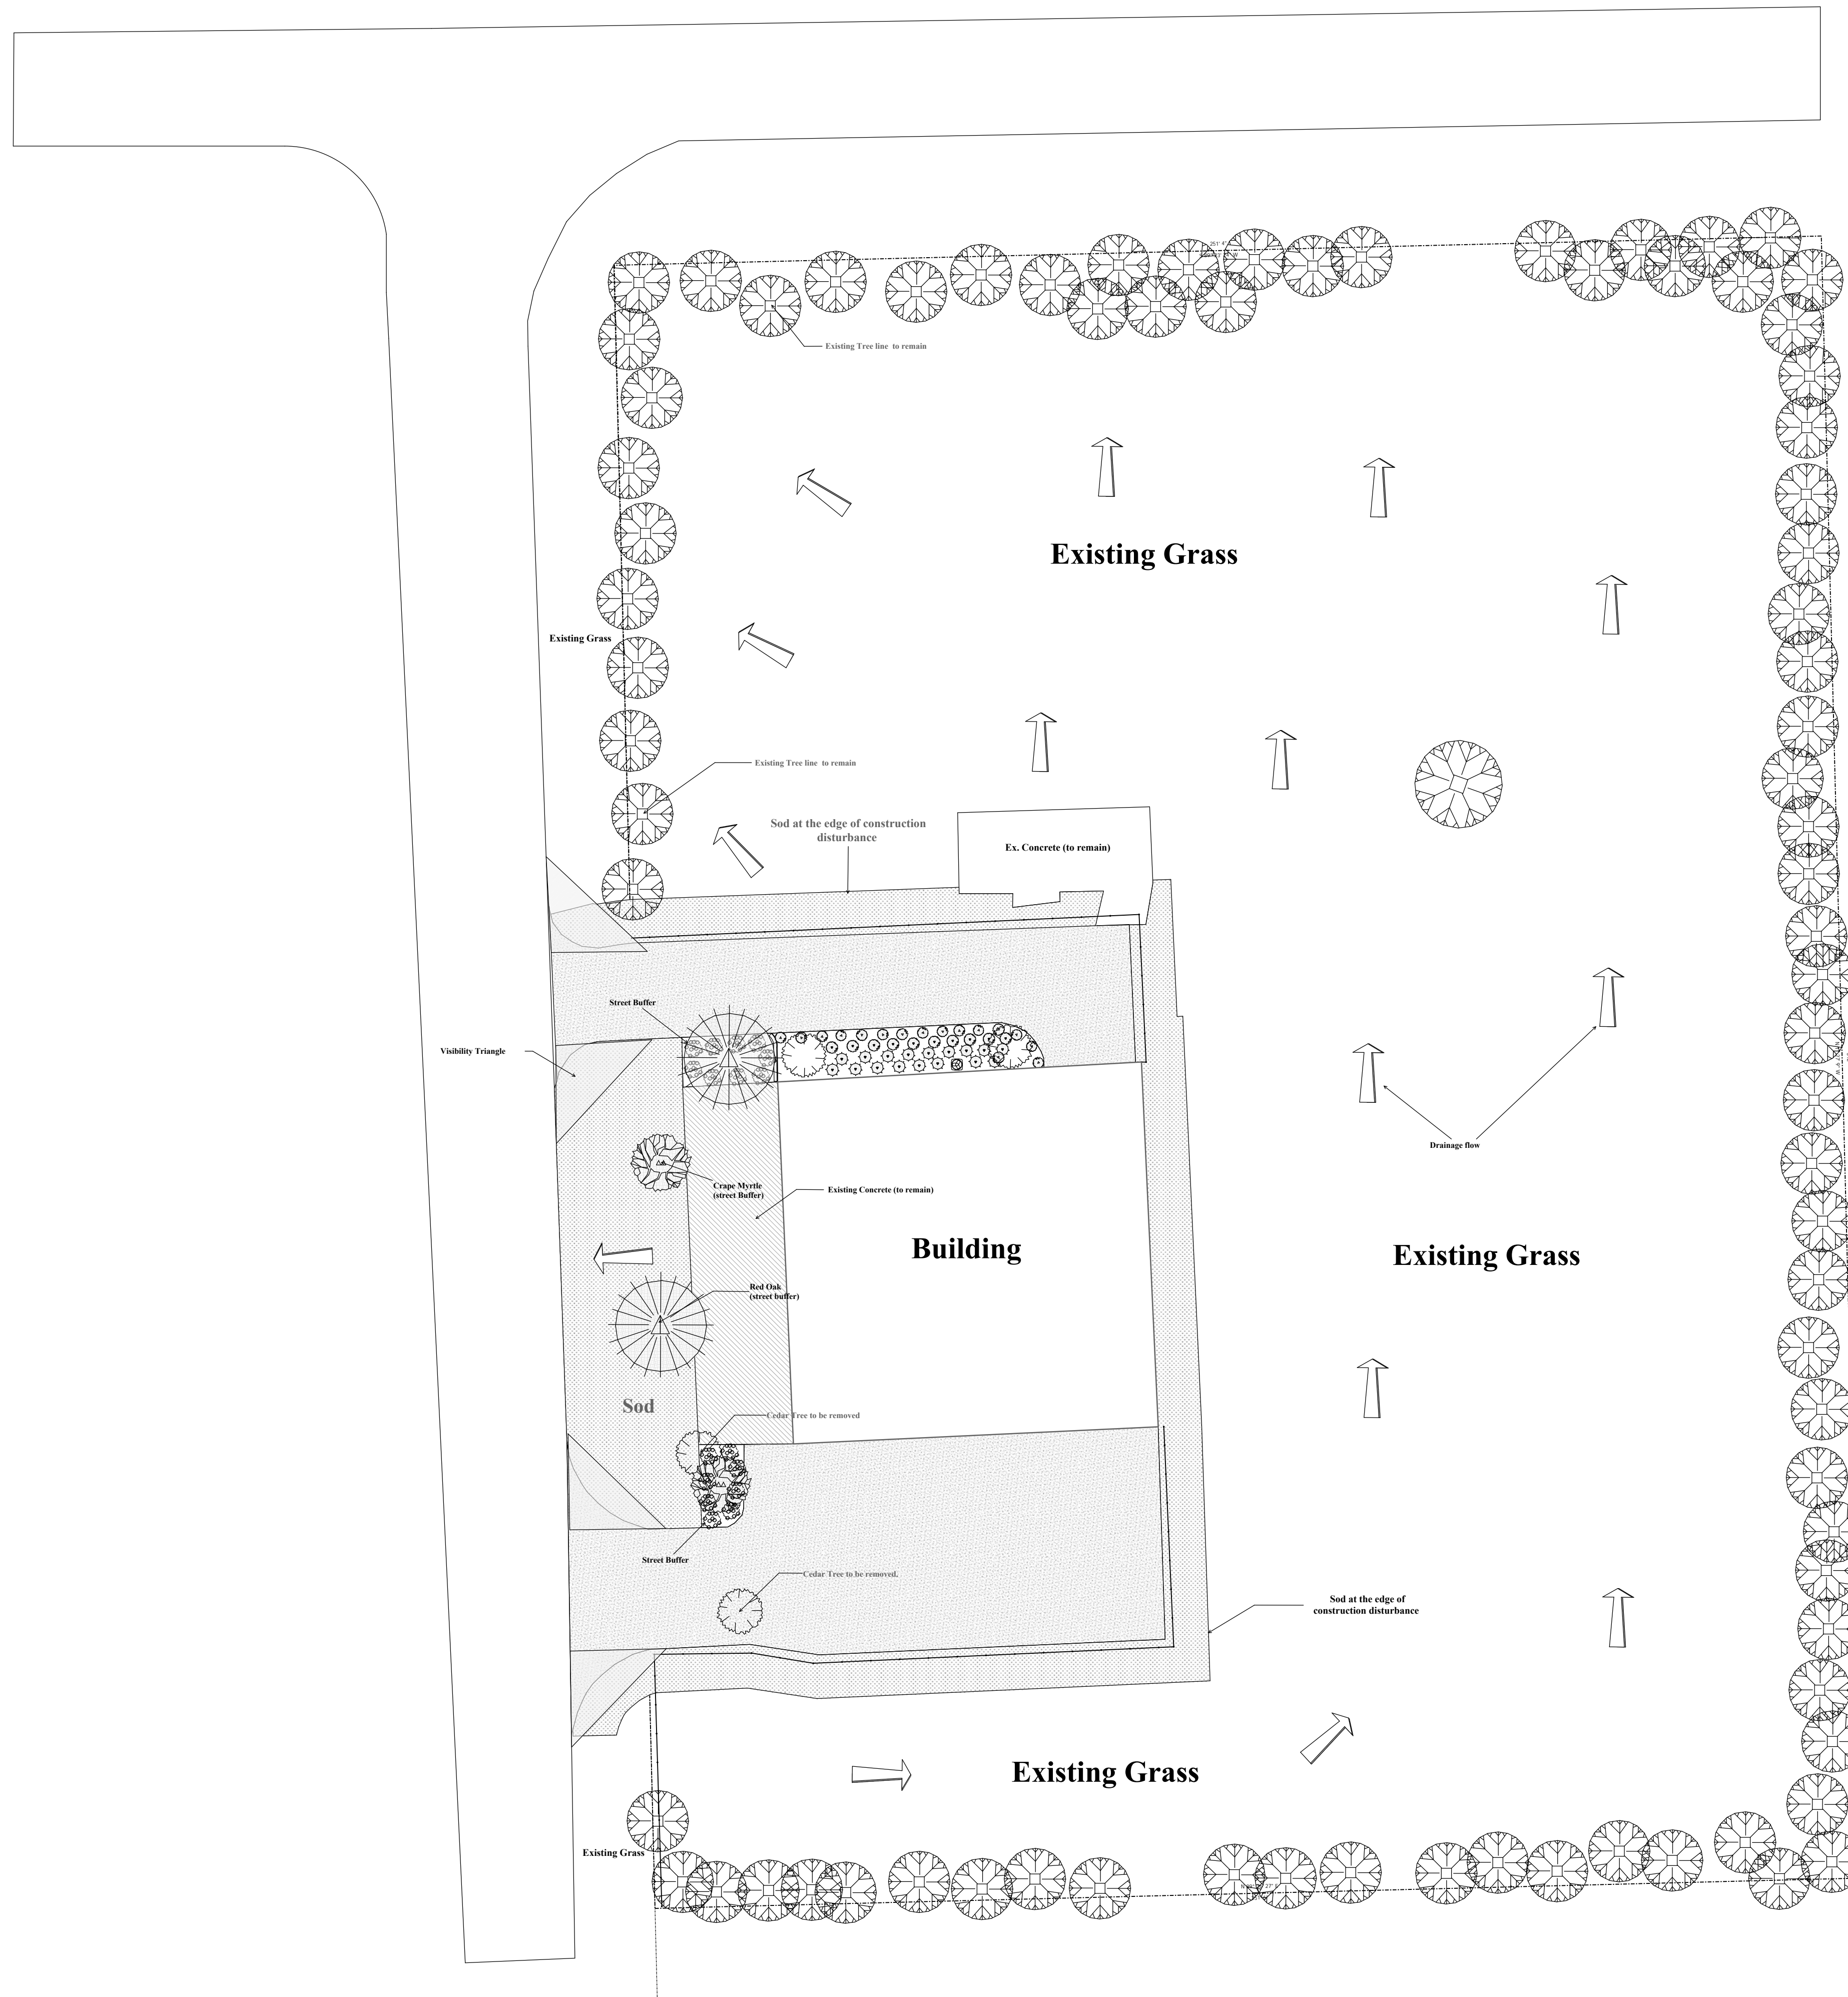 251' 4"
W
Existing Tree line to remain
Existing Grass
Existing Grass
Existing Tree line to remain
Sod at the edge of construction
disturbance
Ex. Concrete (to remain)
Street Buffer
Visibility Triangle
Drainage flow
Crape Myrtle
(street Buffer)
Existing Concrete (to remain)
Building
Existing Grass
Red Oak
(street buffer)
Sod
Cedar Tree to be removed
Street Buffer
Cedar Tree to be removed.
Sod at the edge of
construction disturbance
Existing Grass
Existing Grass